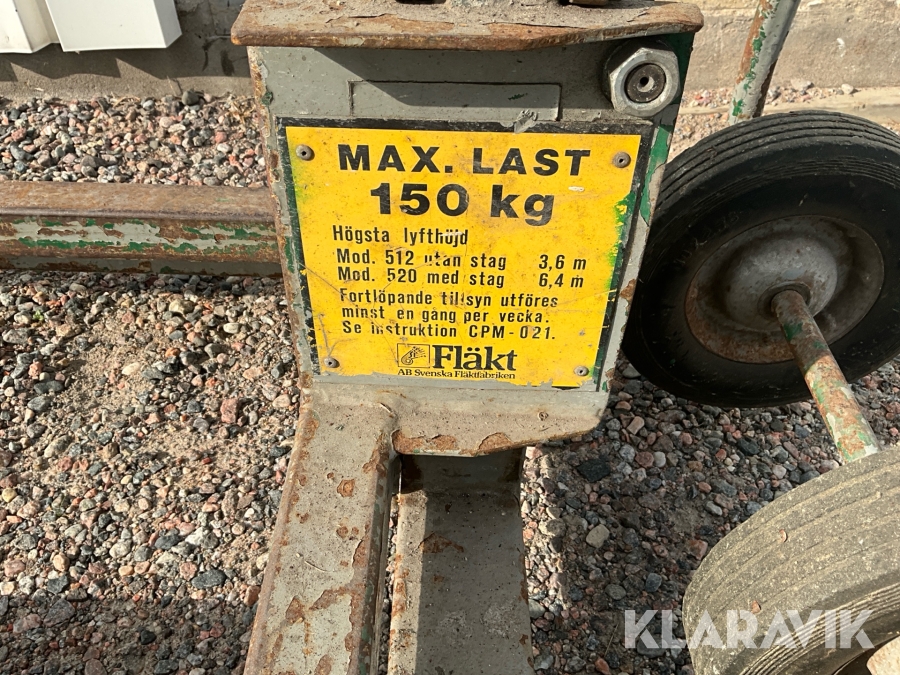 MAX. LAST
150 kg
Högsta lyfthöjd
Mod. 512 utan stag 3,6 m
Mod. 520 med stag 6,4 m
Fortlöpande tillsyn utföres
minst en gång per vecka.
Se instruktion CPM-021.
Fläkt
AB Svenska Fläktfabriken
KLARAVIK